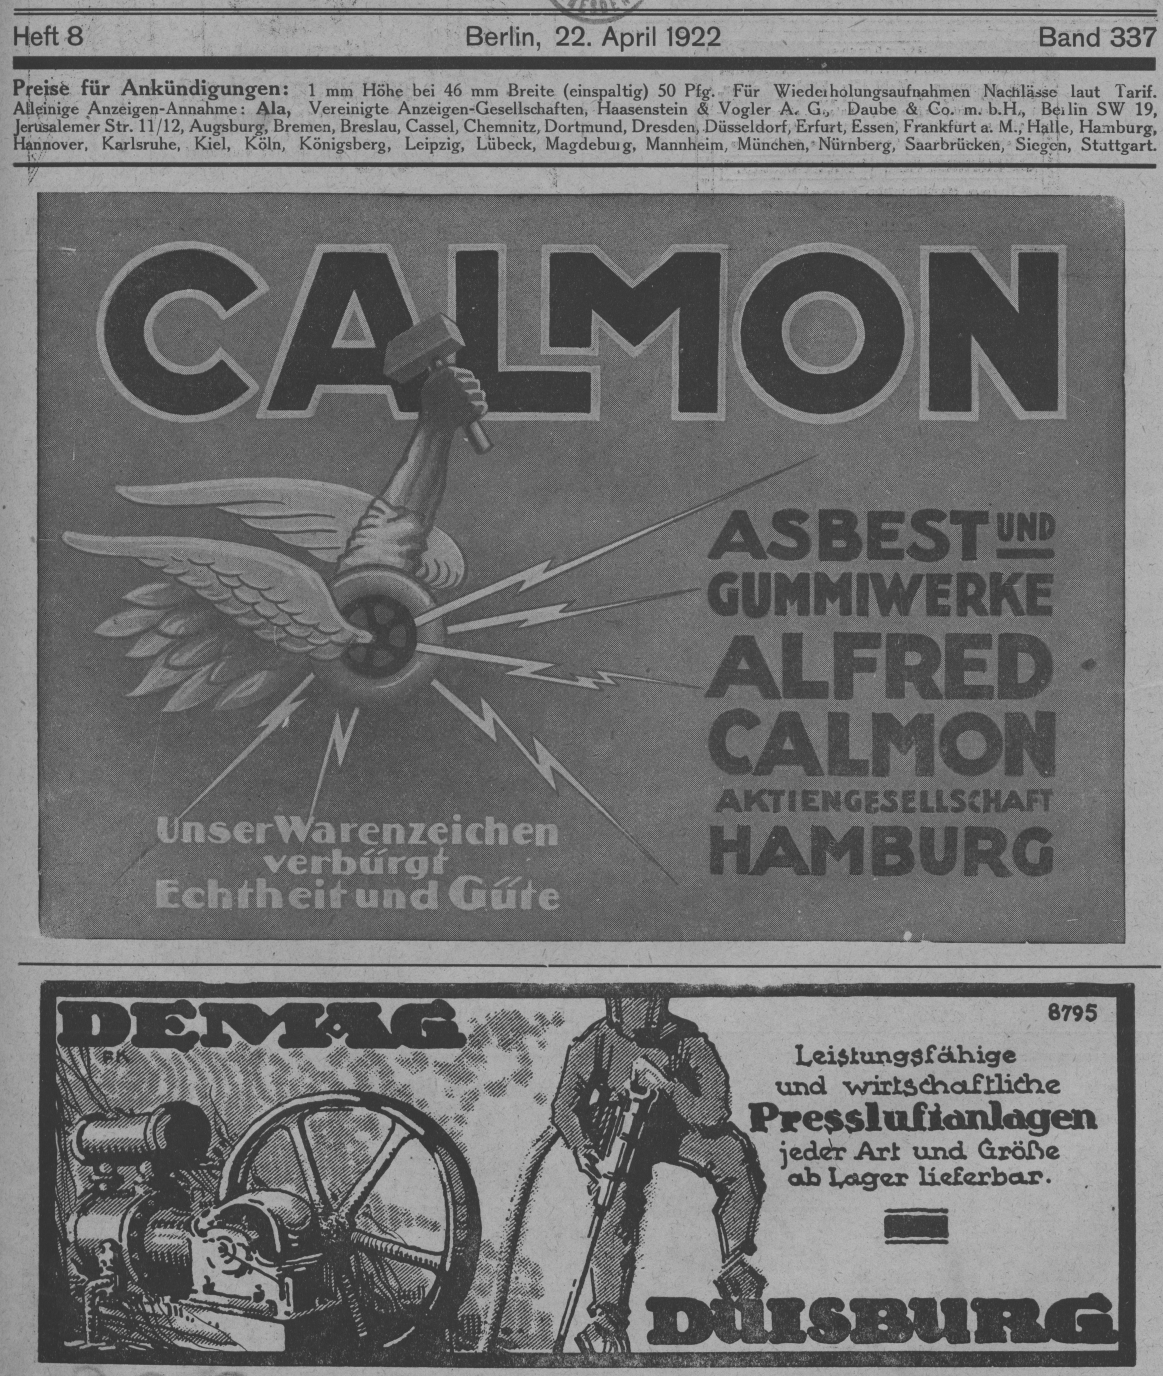 Heft 8 Berlin, 22. April 1922 Band 337
Preise für Ankündigungen: 1 mm Höhe bei 46 mm Breite (einspaltig) 50 Pfg. Für Wiederholungsaufnahmen Nachlässe laut Tarif.
Alleinige Anzeigen-Annahme: Ala, Vereinigte Anzeigen-Gesellschaften, Haasenstein & Vogler A. G., Daube & Co. m. b. H., Berlin SW 19,
Jerusalemer Str. 11/12, Augsburg, Bremen, Breslau, Cassel, Chemnitz, Dortmund, Dresden, Düsseldorf, Erfurt, Essen, Frankfurt a. M., Halle, Hamburg,
Hannover, Karlsruhe, Kiel, Köln, Königsberg, Leipzig, Lübeck, Magdeburg, Mannheim, München, Nürnberg, Saarbrücken, Siegen, Stuttgart.
CALMON
ASBEST UND
GUMMIWERKE
ALFRED
CALMON
AKTIENGESELLSCHAFT
HAMBURG
Unser Warenzeichen
verbürgt
Echtheit und Güte
DEMAG
8795
Leistungsfähige
und wirtschaftliche
Pressluftanlagen
jeder Art und Größe
ab Lager lieferbar.
DUISBURG